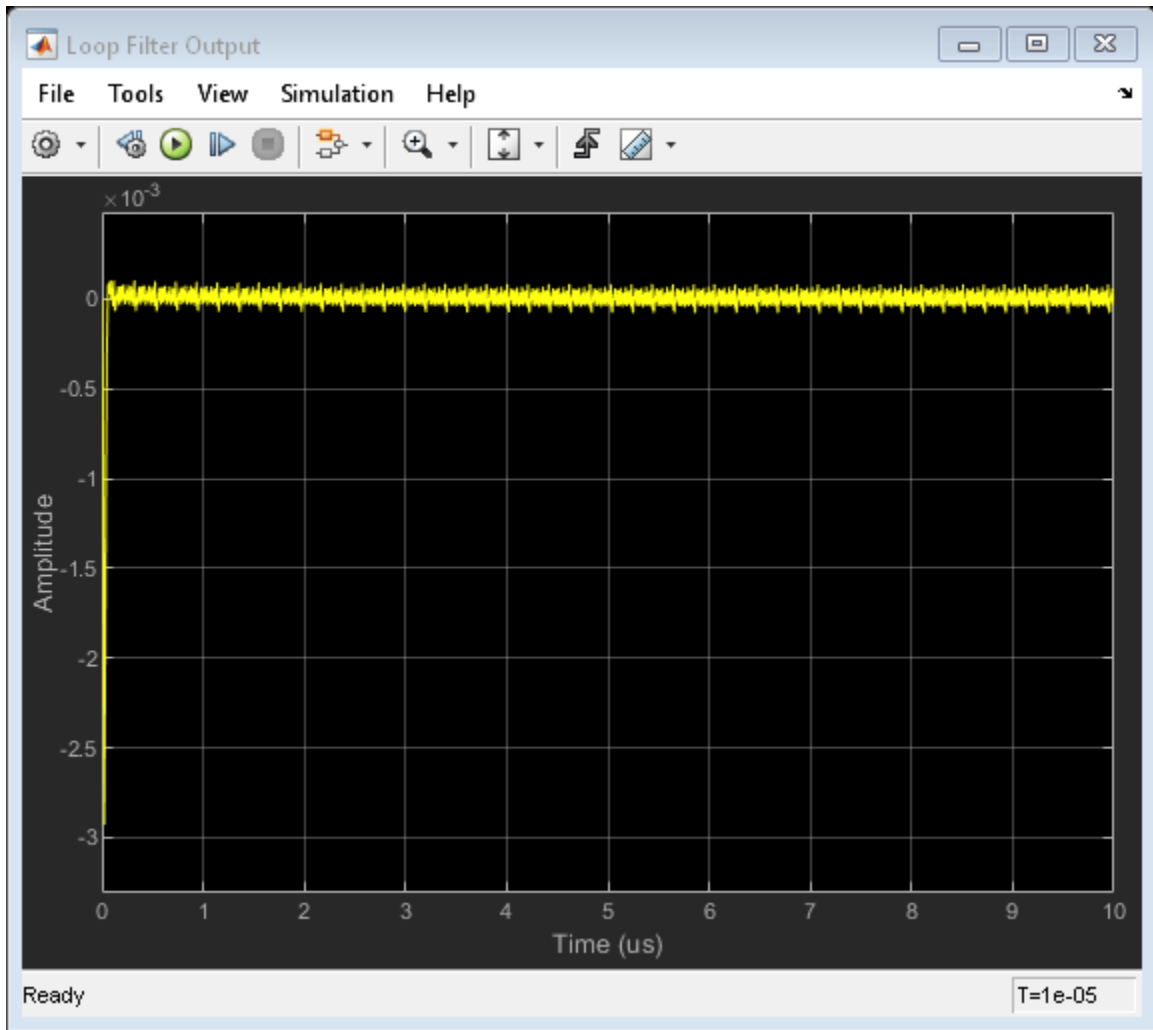 Loop Filter Output
File Tools View Simulation Help
×10-3
0
-0.5
-1
-1.5
-2
-2.5
-3
Amplitude
0 1 2 3 4 5 6 7 8 9 10
Time (us)
Ready T=1e-05